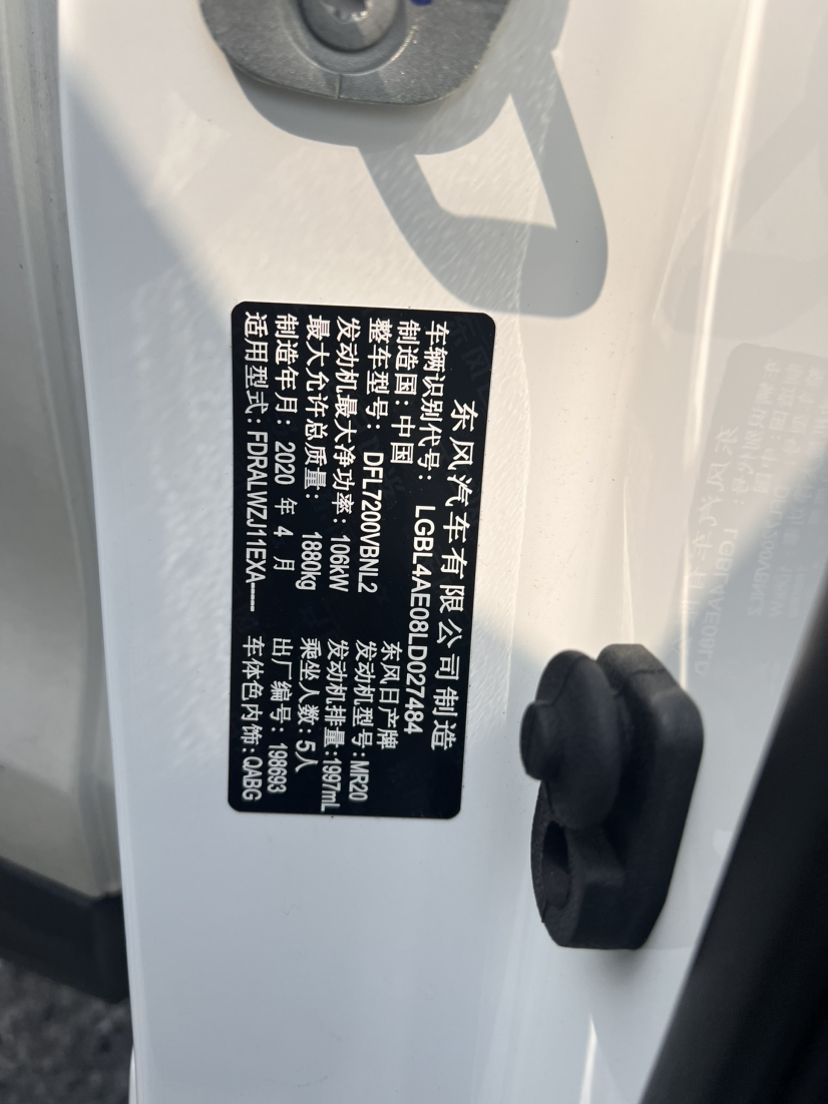 东风汽车有限公司制造
车辆识别代号： LGBL4AE08LD027484
制造国：中国 东风日产牌
整车型号： DFL7200VBNL2 发动机型号：MR20
发动机最大净功率：106kW 发动机排量：1997mL
最大允许总质量： 1880kg 乘坐人数：5人
制造年月： 2020 年 4 月 出厂编号：198693
适用型式：FDRALWZJ11EXA----- 车体色内饰：QABG